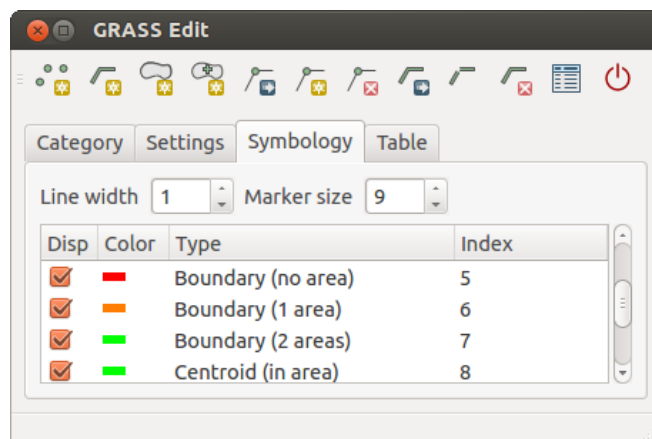 GRASS Edit
Category Settings Symbology Table
Line width 1 Marker size 9
Disp Color Type Index
Boundary (no area) 5
Boundary (1 area) 6
Boundary (2 areas) 7
Centroid (in area) 8